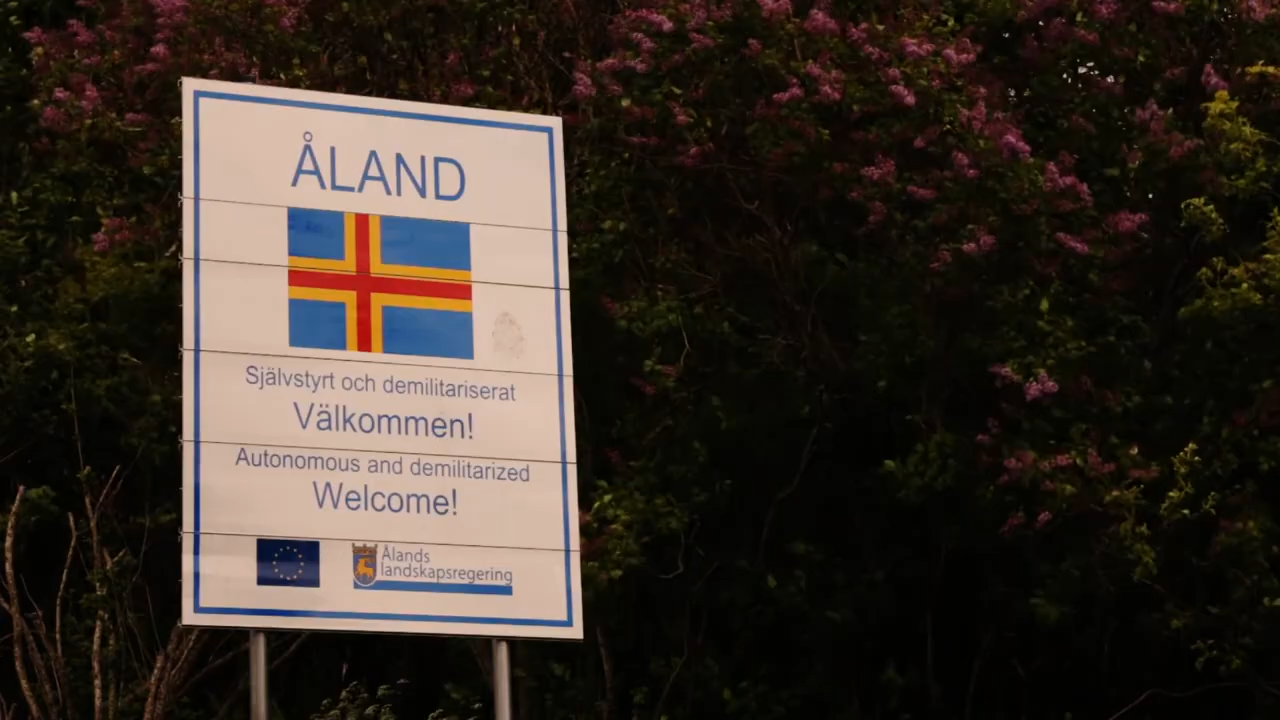 ÅLAND
Självstyrt och demilitariserat
Välkommen!
Autonomous and demilitarized
Welcome!
Ålands
landskapsregering